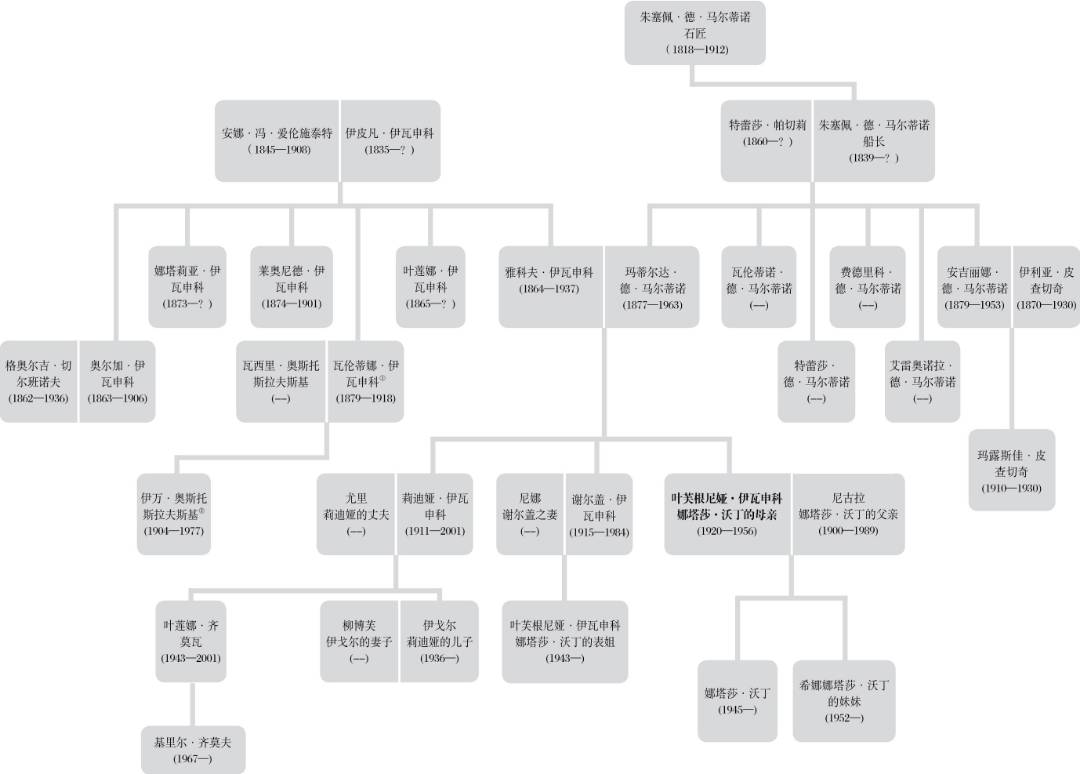 朱塞佩·德·马尔蒂诺
石匠
（1818—1912)
安娜·冯·爱伦施泰特
（1845—1908)
伊皮凡·伊瓦申科
(1835—? )
特蕾莎·帕切莉
(1860—? )
朱塞佩·德·马尔蒂诺
船长
(1839—? )
娜塔莉亚·伊
瓦申科
(1873—? )
莱奥尼德·伊
瓦申科
(1874—1901)
叶莲娜·伊
瓦申科
(1865—? )
雅科夫·伊瓦申科
(1864—1937)
玛蒂尔达·
德·马尔蒂诺
(1877—1963)
瓦伦蒂诺·
德·马尔蒂诺
(—)
费德里科·
德·马尔蒂诺
(—)
安吉丽娜·
德·马尔蒂诺
(1879—1953)
伊利亚·皮
查切奇
(1870—1930)
格奥尔吉·切
尔班诺夫
(1862—1936)
奥尔加·伊
瓦申科
(1863—1906)
瓦西里·奥斯托
斯拉夫斯基
(—)
瓦伦蒂娜·伊
瓦申科①
(1879—1918)
特蕾莎·
德·马尔蒂诺
(—)
艾雷奥诺拉·
德·马尔蒂诺
(—)
玛露斯佳·皮
查切奇
(1910—1930)
伊万·奥斯托
斯拉夫斯基②
(1904—1977)
尤里
莉迪娅的丈夫
(—)
莉迪娅·伊瓦
申科
(1911—2001)
尼娜
谢尔盖之妻
(—)
谢尔盖·伊
瓦申科
(1915—1984)
叶芙根尼娅·伊瓦申科
娜塔莎·沃丁的母亲
(1920—1956)
尼古拉
娜塔莎·沃丁的父亲
(1900—1989)
叶莲娜·齐
莫瓦
(1943—2001)
柳博芙
伊戈尔的妻子
(—)
伊戈尔
莉迪娅的儿子
(1936—)
叶芙根尼娅·伊瓦申科
娜塔莎·沃丁的表姐
(1943—)
娜塔莎·沃丁
(1945—)
希娜娜塔莎·沃丁
的妹妹
(1952—)
基里尔·齐莫夫
(1967—)